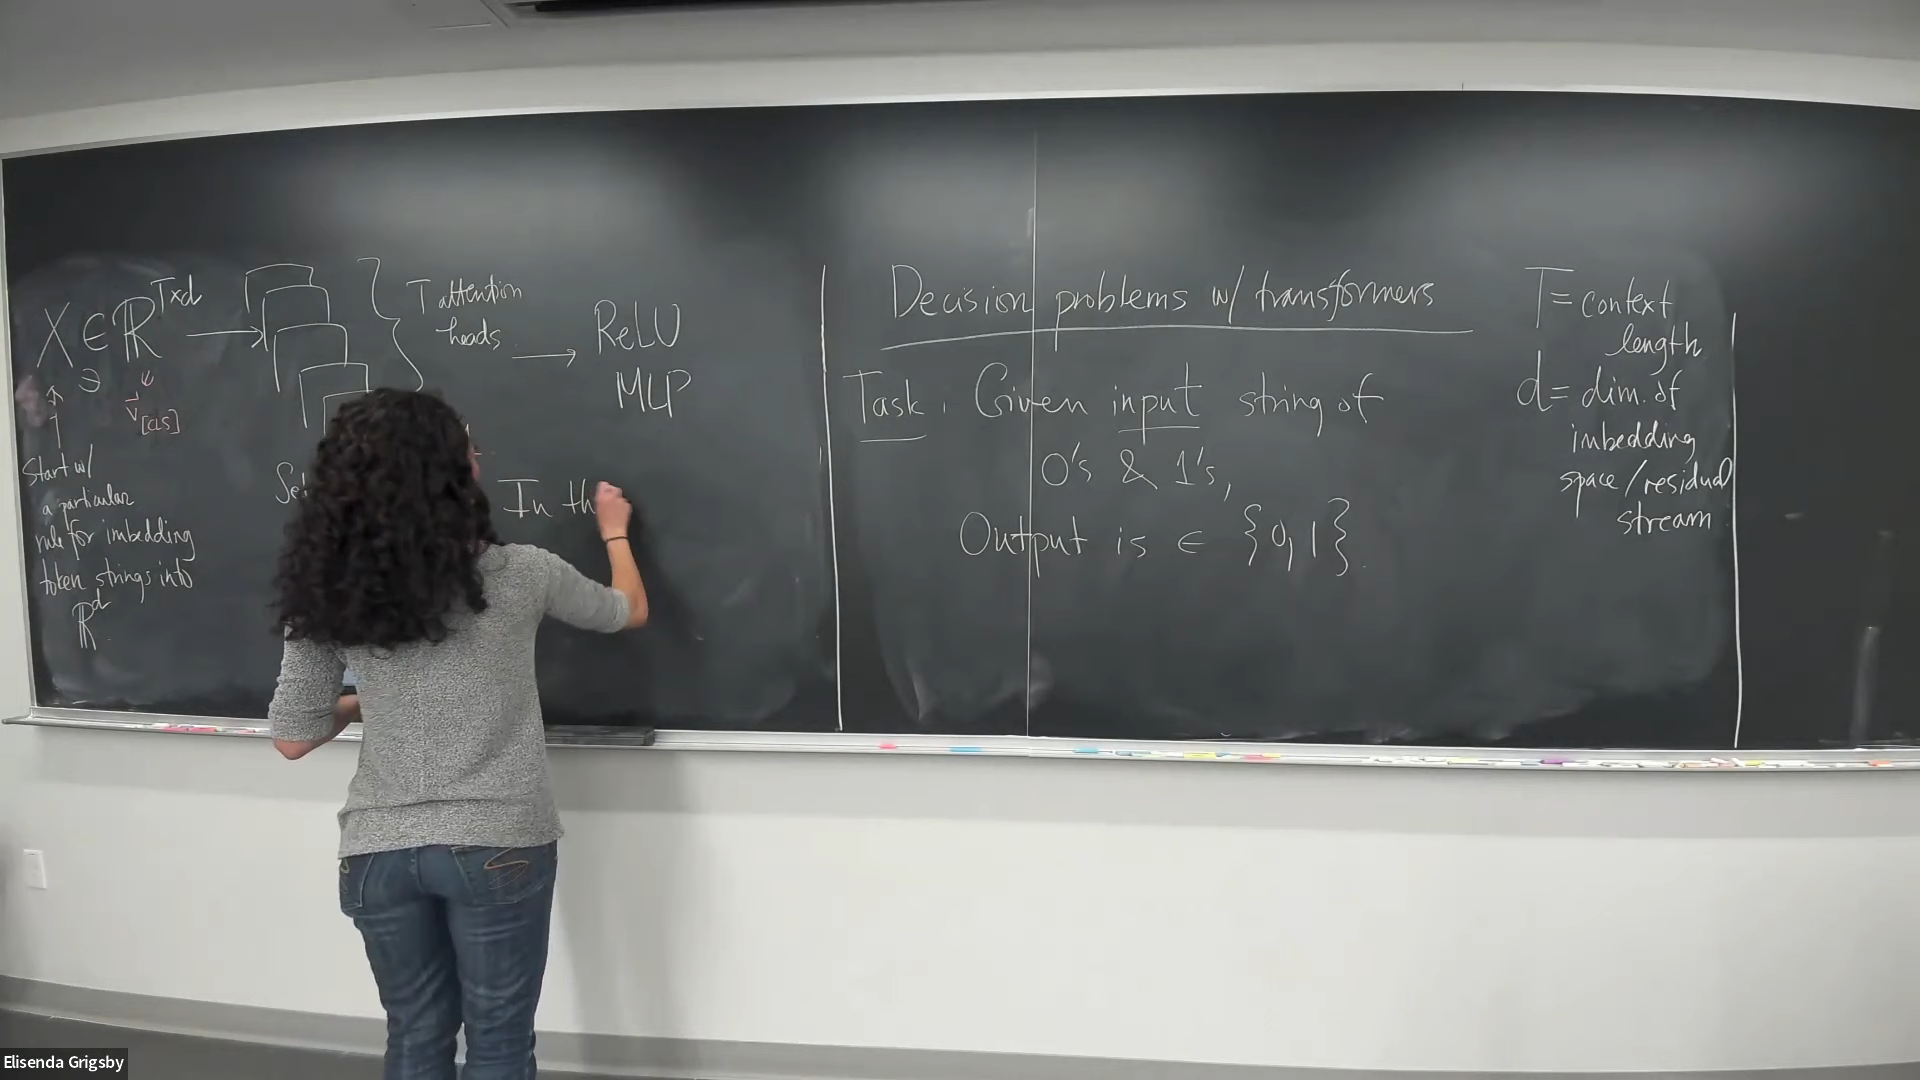 X ∈ ℝ^{T×d}
∋
v⃗_[CLS]
Start w/
a particular
rule for imbedding
token strings into
ℝ^d.
T attention
heads
ReLU
MLP
In th
Decision problems w/ transformers
Task. Given input string of
0's & 1's,
Output is ∈ {0,1}.
T = context
length
d = dim. of
imbedding
space/residual
stream
Elisenda Grigsby